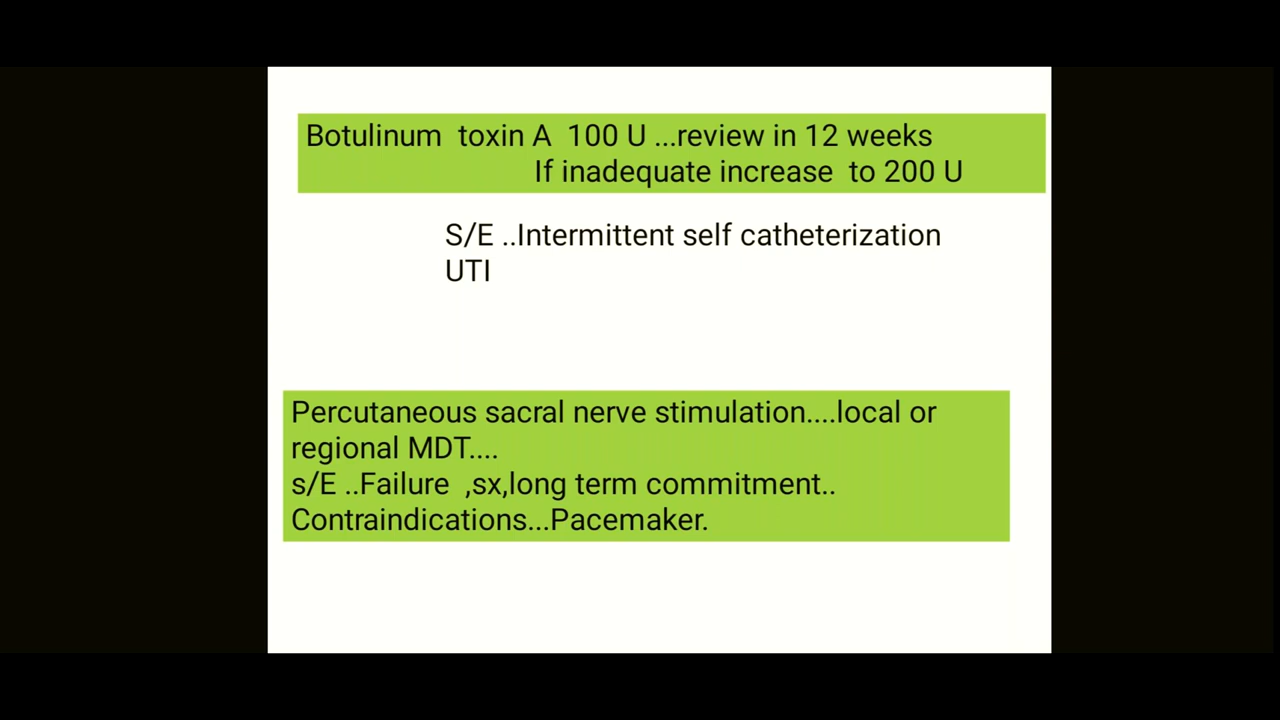 Botulinum toxin A 100 U ...review in 12 weeks
If inadequate increase to 200 U
S/E ..Intermittent self catheterization
UTI
Percutaneous sacral nerve stimulation....local or
regional MDT....
s/E ..Failure ,sx,long term commitment..
Contraindications...Pacemaker.